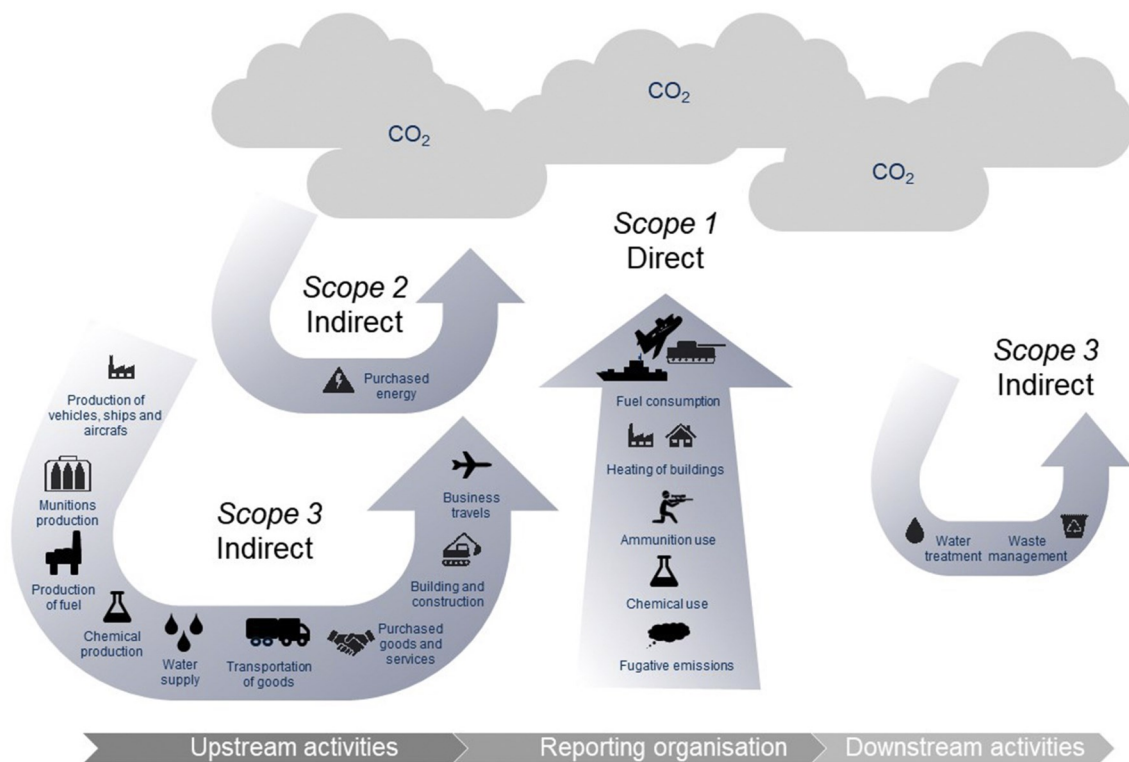 CO₂
CO₂
CO₂
Scope 1
Direct
Scope 2
Indirect
Purchased
energy
Scope 3
Indirect
Production of
vehicles, ships and
aircrafs
Munitions
production
Production
of fuel
Chemical
production
Water
supply
Transportation
of goods
Purchased
goods and
services
Building and
construction
Business
travels
Fuel consumption
Heating of buildings
Ammunition use
Chemical use
Fugative emissions
Scope 3
Indirect
Water
treatment
Waste
management
Upstream activities
Reporting organisation
Downstream activities